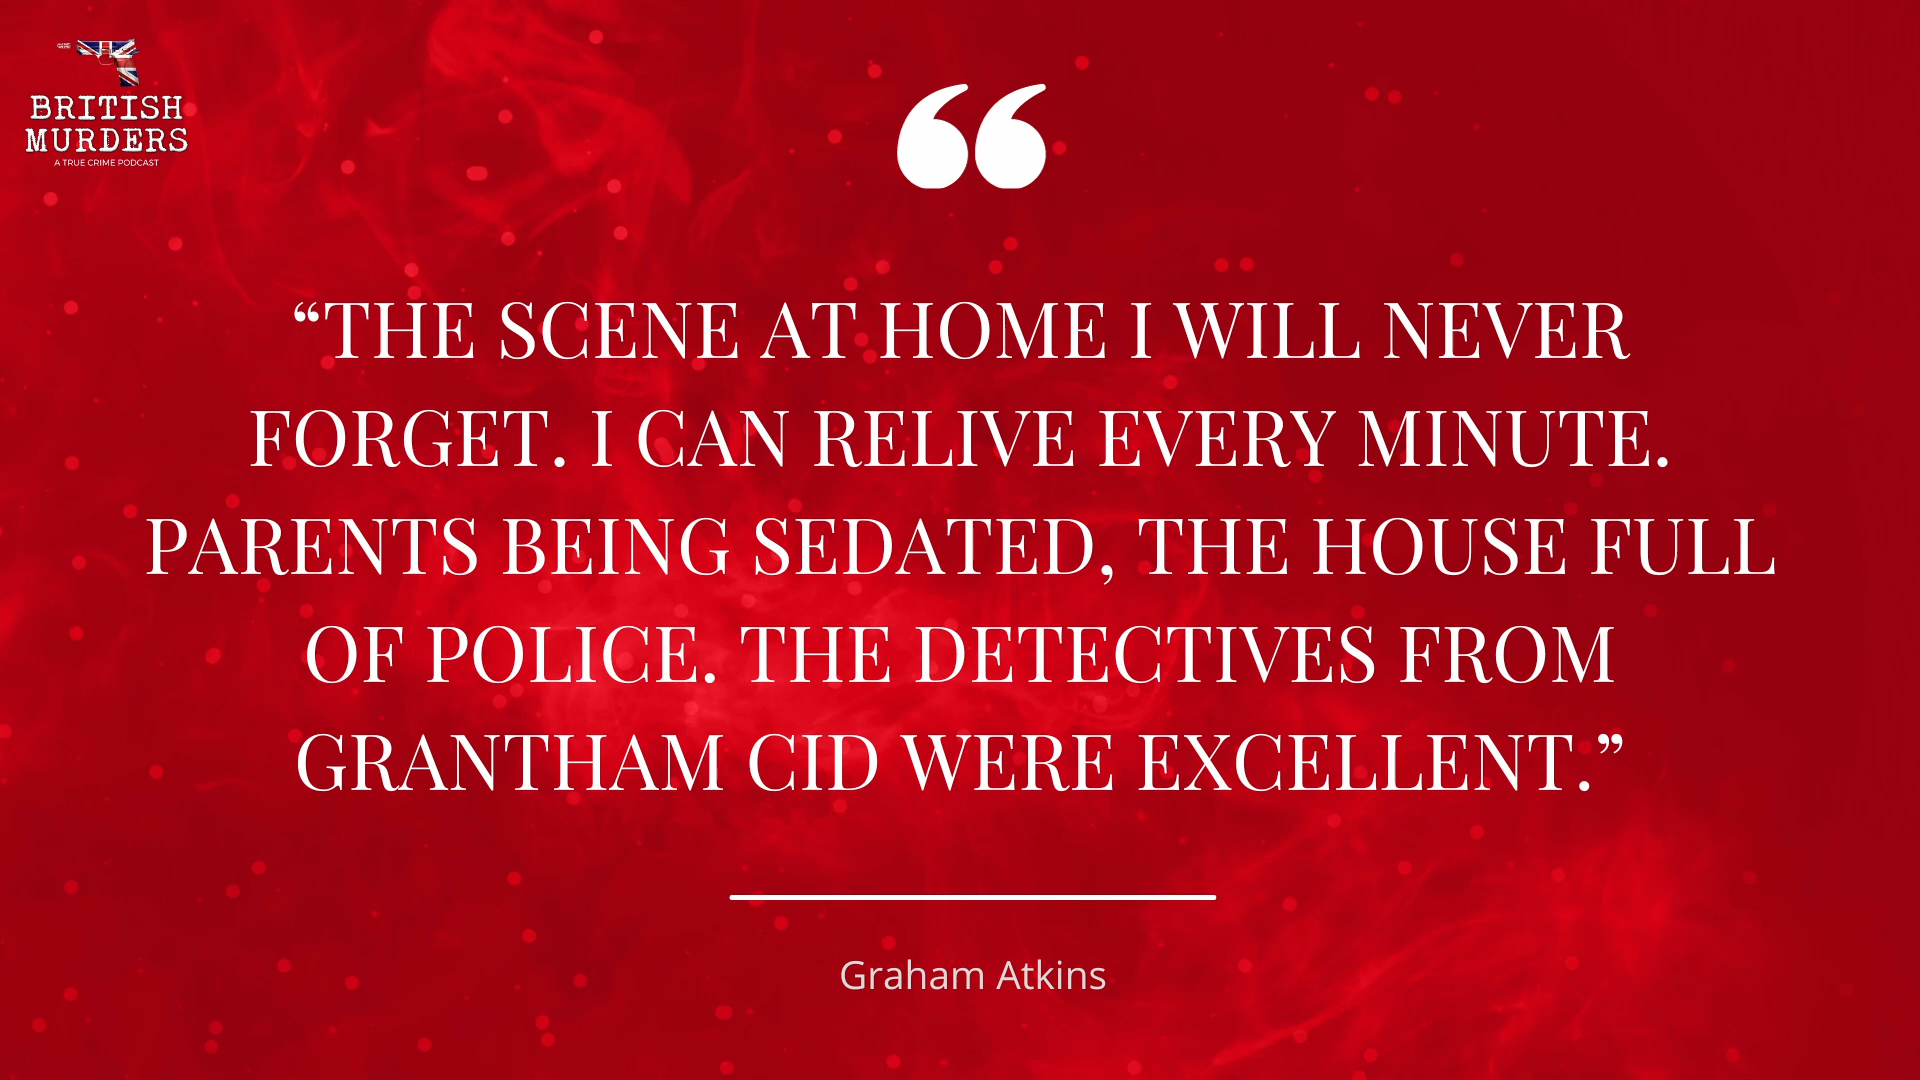 BRITISH
MURDERS
A TRUE CRIME PODCAST
“THE SCENE AT HOME I WILL NEVER
FORGET. I CAN RELIVE EVERY MINUTE.
PARENTS BEING SEDATED, THE HOUSE FULL
OF POLICE. THE DETECTIVES FROM
GRANTHAM CID WERE EXCELLENT.”
Graham Atkins